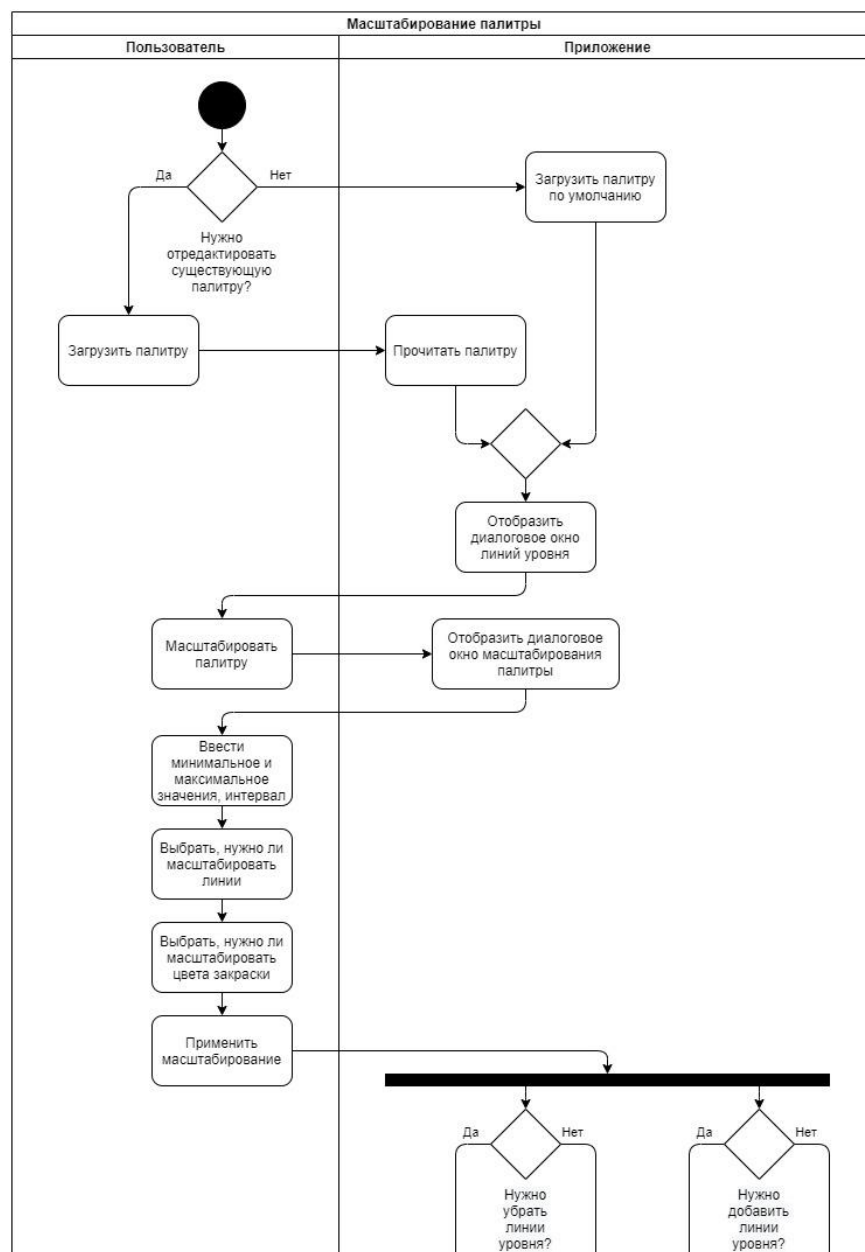 Масштабирование палитры
Пользователь
Приложение
Да
Нет
Нужно
отредактировать
существующую
палитру?
Загрузить палитру
по умолчанию
Загрузить палитру
Прочитать палитру
Отобразить
диалоговое окно
линий уровня
Масштабировать
палитру
Отобразить диалоговое
окно масштабирования
палитры
Ввести
минимальное и
максимальное
значения, интервал
Выбрать, нужно ли
масштабировать
линии
Выбрать, нужно ли
масштабировать
цвета закраски
Применить
масштабирование
Да
Нет
Нужно
убрать
линии
уровня?
Да
Нет
Нужно
добавить
линии
уровня?